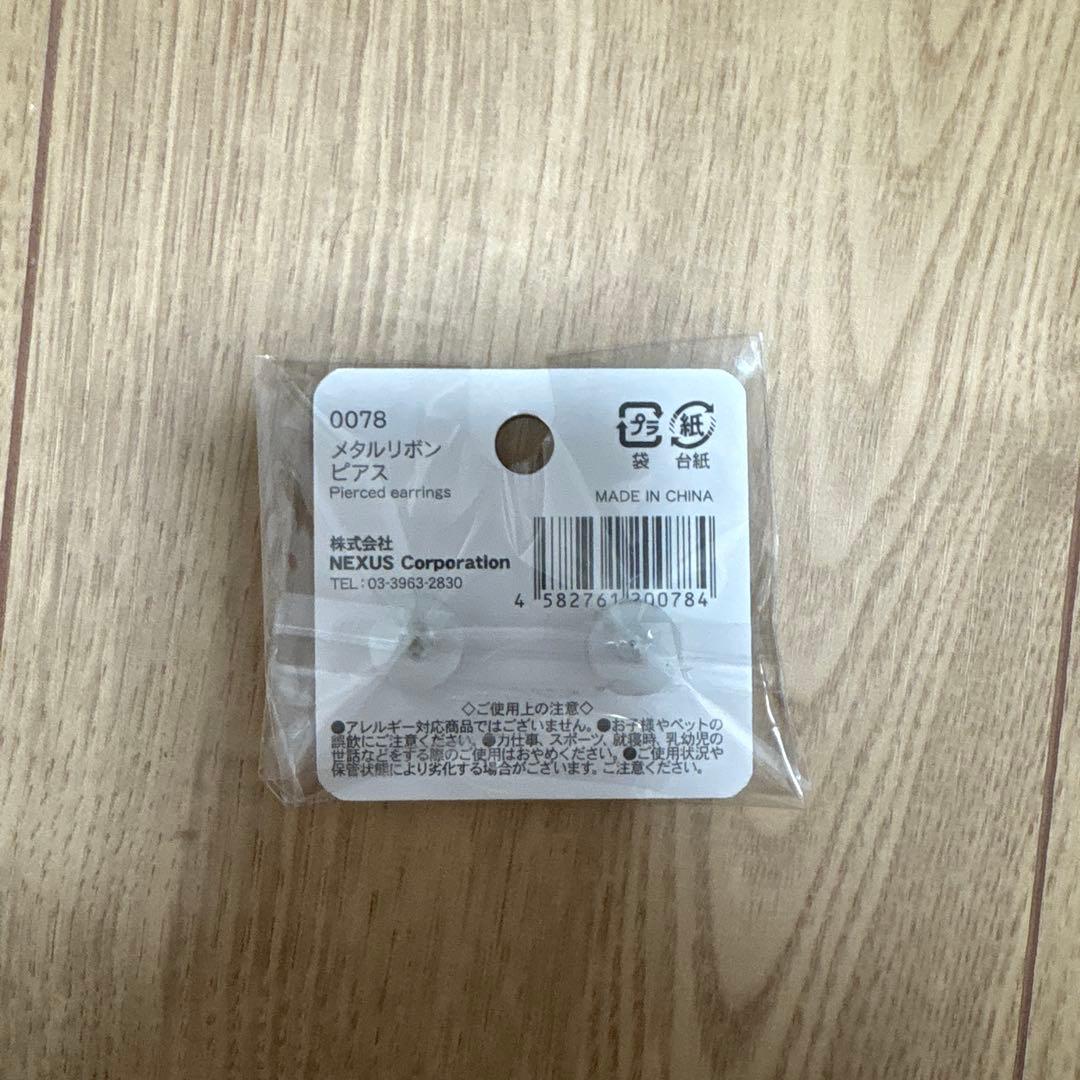 0078
メタルリボン
ピアス
Pierced earrings
プラ
袋
紙
台紙
MADE IN CHINA
株式会社
NEXUS Corporation
TEL:03-3963-2830
4 582761 300784
◇ご使用上の注意◇
●アレルギー対応商品ではございません。●お子様やペットの
誤飲にご注意ください。●力仕事、スポーツ、就寝時、乳幼児の
世話などをする際のご使用はおやめください。●ご使用状況や
保管状態により劣化する場合がございます。ご注意ください。